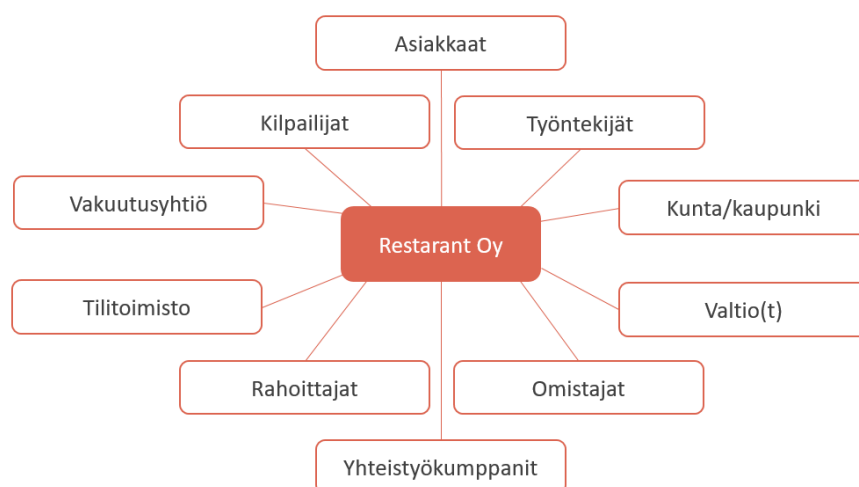 Asiakkaat
Kilpailijat
Työntekijät
Vakuutusyhtiö
Kunta/kaupunki
Restarant Oy
Tilitoimisto
Valtio(t)
Rahoittajat
Omistajat
Yhteistyökumppanit